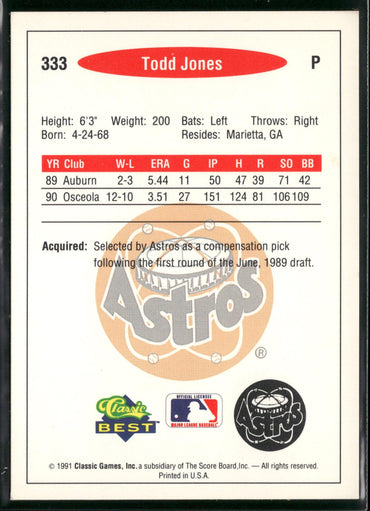 333 Todd Jones P
Height: 6'3" Weight: 200 Bats: Left Throws: Right
Born: 4-24-68 Resides: Marietta, GA
YR Club W-L ERA G IP H R SO BB
89 Auburn 2-3 5.44 11 50 47 39 71 42
90 Osceola 12-10 3.51 27 151 124 81 106 109
Acquired: Selected by Astros as a compensation pick
following the first round of the June, 1989 draft.
Astros
®
Classic
BEST
OFFICIAL LICENSEE
MAJOR LEAGUE BASEBALL
Astros
© 1991 Classic Games, Inc. a subsidiary of The Score Board, Inc. — All rights reserved.
Printed in U.S.A.